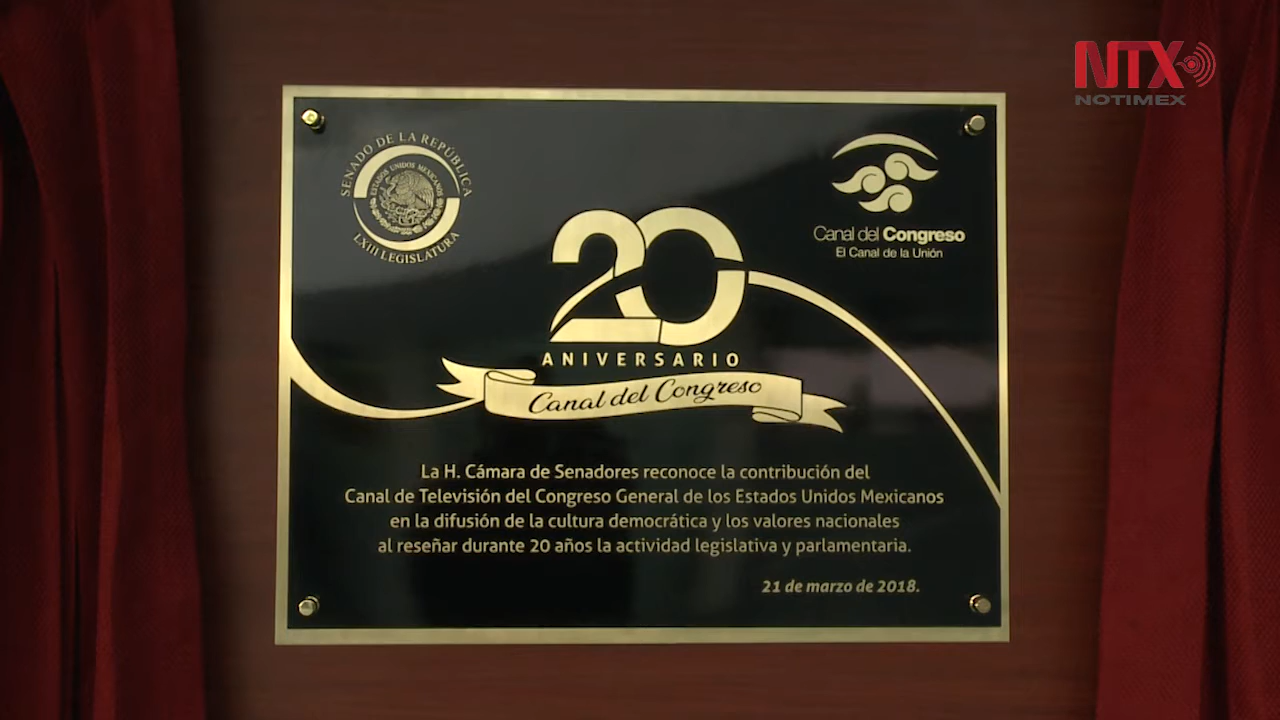 NTX
NOTIMEX
SENADO DE LA REPÚBLICA
ESTADOS UNIDOS MEXICANOS
LXIII LEGISLATURA
Canal del Congreso
El Canal de la Unión
20
ANIVERSARIO
Canal del Congreso
La H. Cámara de Senadores reconoce la contribución del
Canal de Televisión del Congreso General de los Estados Unidos Mexicanos
en la difusión de la cultura democrática y los valores nacionales
al reseñar durante 20 años la actividad legislativa y parlamentaria.
21 de marzo de 2018.